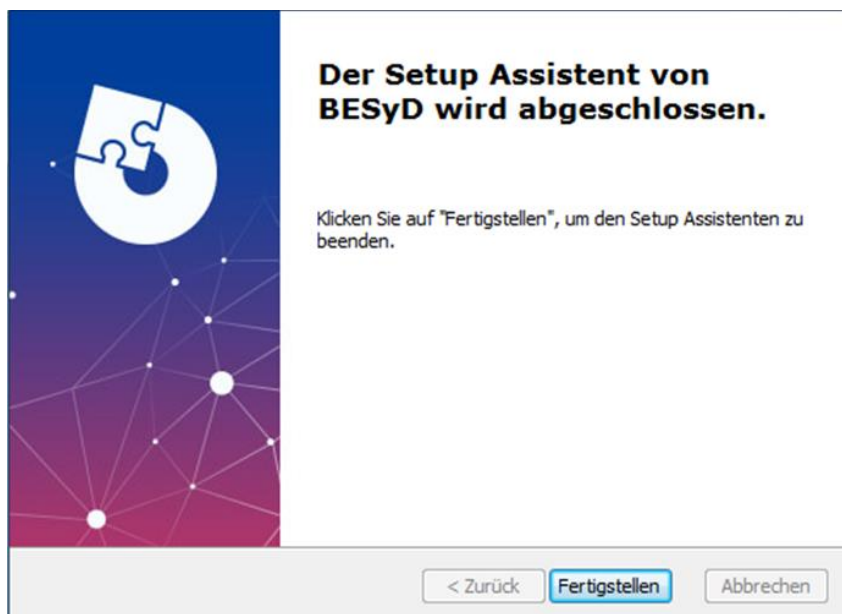 Der Setup Assistent von
BESyD wird abgeschlossen.
Klicken Sie auf "Fertigstellen", um den Setup Assistenten zu
beenden.
< Zurück Fertigstellen Abbrechen